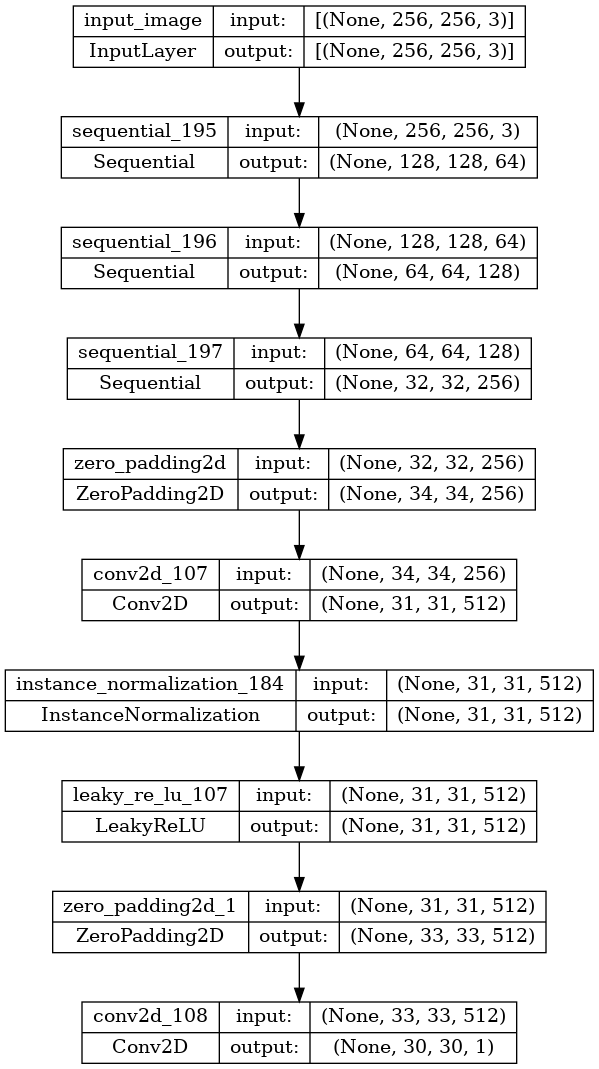 input_image input: [(None, 256, 256, 3)]
InputLayer output: [(None, 256, 256, 3)]
sequential_195 input: (None, 256, 256, 3)
Sequential output: (None, 128, 128, 64)
sequential_196 input: (None, 128, 128, 64)
Sequential output: (None, 64, 64, 128)
sequential_197 input: (None, 64, 64, 128)
Sequential output: (None, 32, 32, 256)
zero_padding2d input: (None, 32, 32, 256)
ZeroPadding2D output: (None, 34, 34, 256)
conv2d_107 input: (None, 34, 34, 256)
Conv2D output: (None, 31, 31, 512)
instance_normalization_184 input: (None, 31, 31, 512)
InstanceNormalization output: (None, 31, 31, 512)
leaky_re_lu_107 input: (None, 31, 31, 512)
LeakyReLU output: (None, 31, 31, 512)
zero_padding2d_1 input: (None, 31, 31, 512)
ZeroPadding2D output: (None, 33, 33, 512)
conv2d_108 input: (None, 33, 33, 512)
Conv2D output: (None, 30, 30, 1)